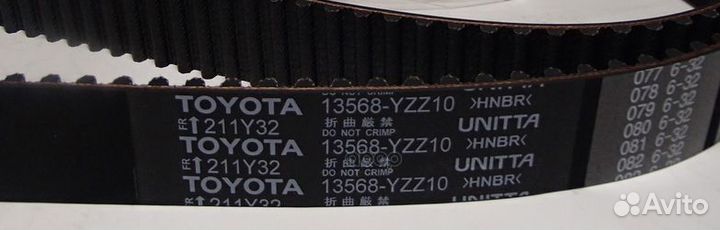 TOYOTA 13568-YZZ10 >HNBR<
FR↑211Y32 折曲厳禁 UNITTA
DO NOT CRIMP
TOYOTA 13568-YZZ10 >HNBR<
FR↑211Y32 折曲厳禁 UNITTA
DO NOT CRIMP
TOYOTA 13568-YZZ10 >HNBR<
FR↑211Y32
077 6-32
078 6-32
079 6-32
080 6-32
081 6-32
082 6-32
Avito